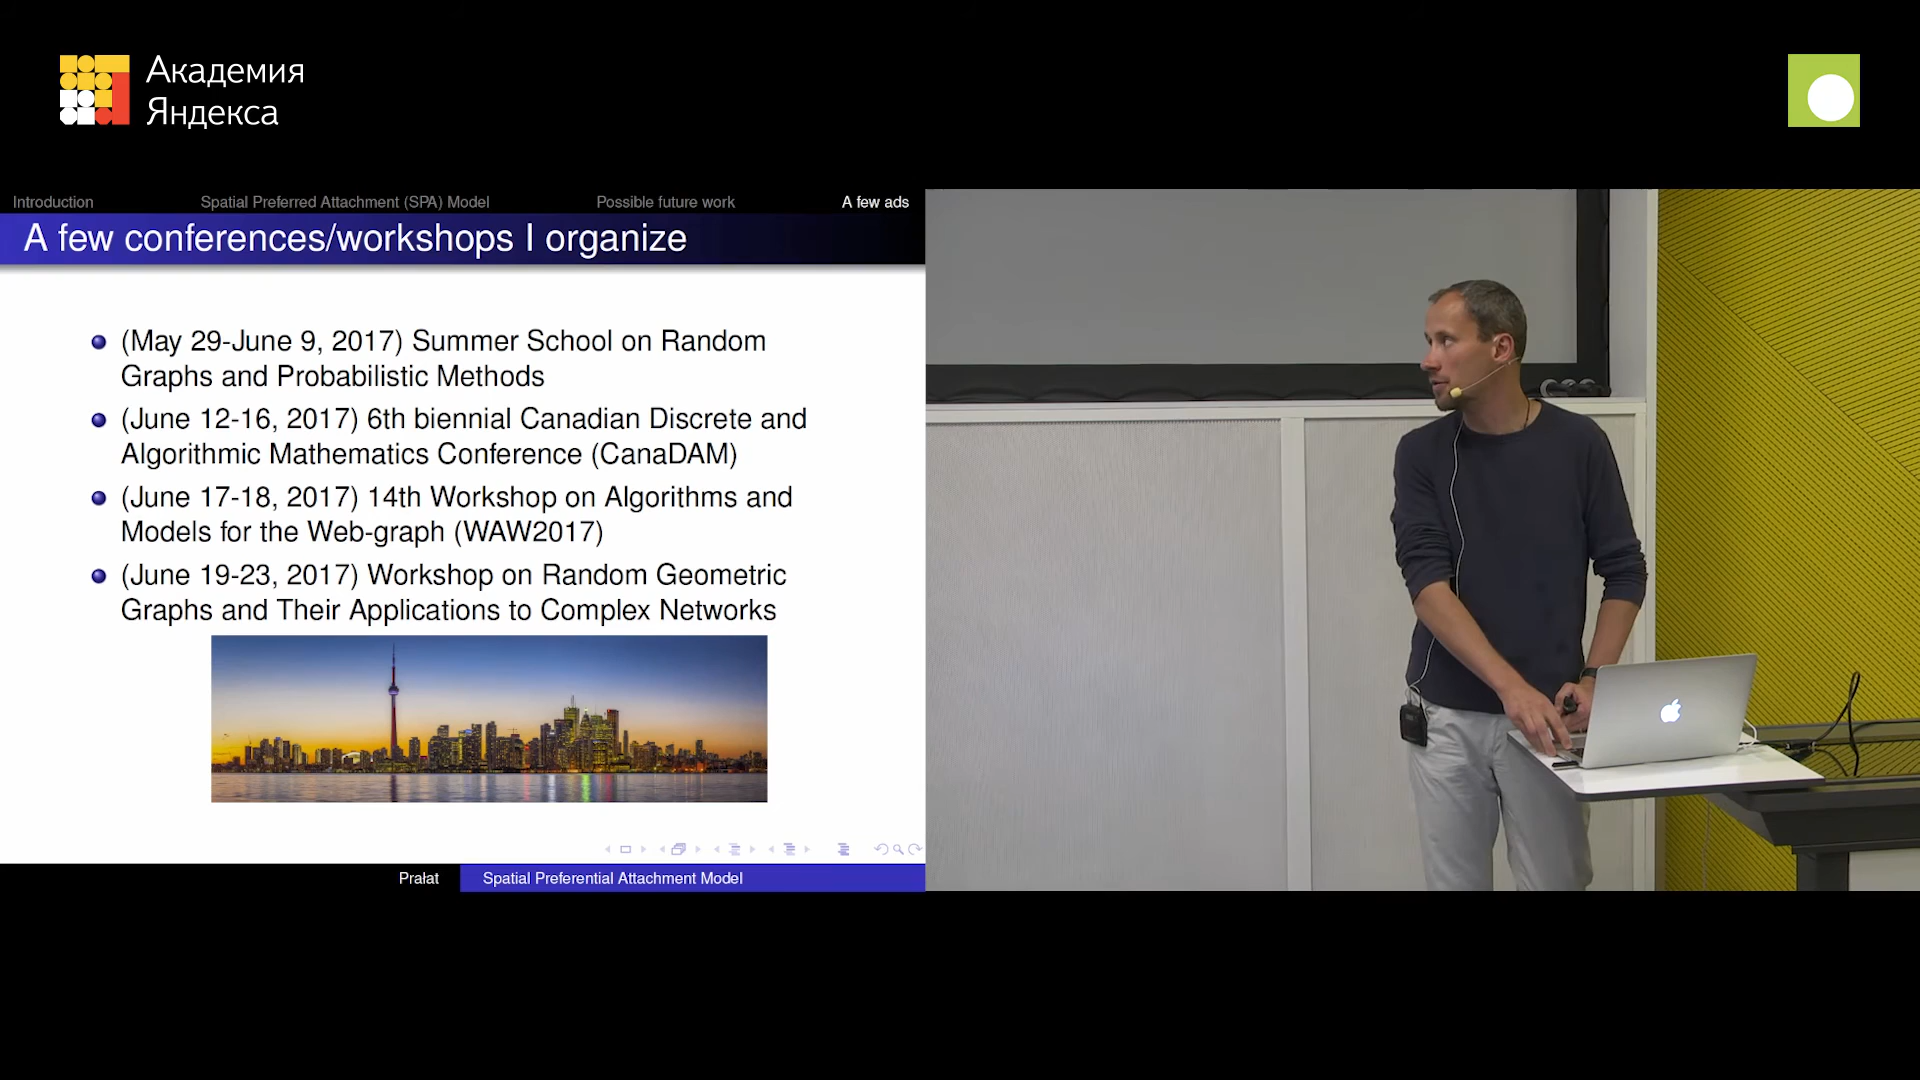 Академия
Яндекса
Introduction Spatial Preferred Attachment (SPA) Model Possible future work A few ads
A few conferences/workshops I organize
(May 29-June 9, 2017) Summer School on Random
Graphs and Probabilistic Methods
(June 12-16, 2017) 6th biennial Canadian Discrete and
Algorithmic Mathematics Conference (CanaDAM)
(June 17-18, 2017) 14th Workshop on Algorithms and
Models for the Web-graph (WAW2017)
(June 19-23, 2017) Workshop on Random Geometric
Graphs and Their Applications to Complex Networks
Prałat Spatial Preferential Attachment Model